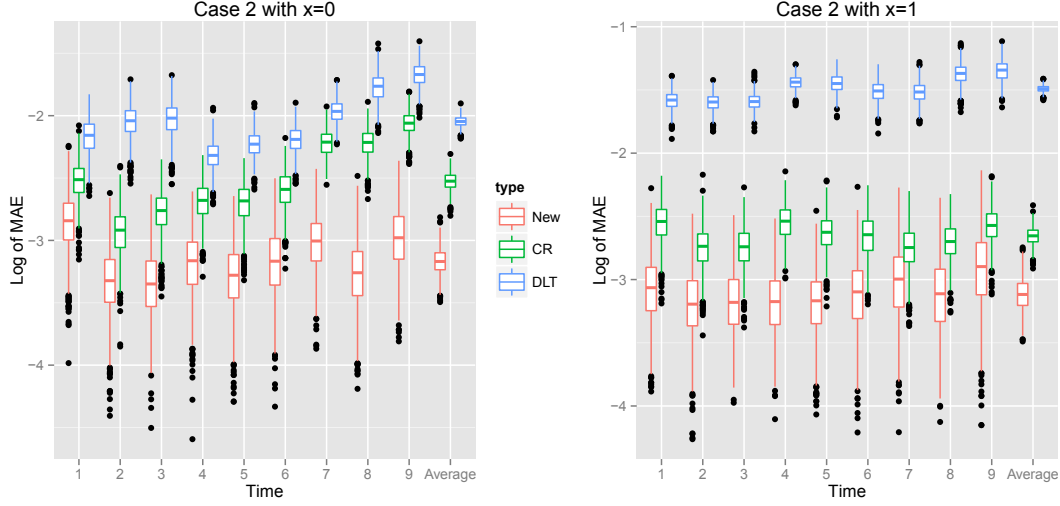 Case 2 with x=0
Log of MAE
-2
-3
-4
1 2 3 4 5 6 7 8 9 Average
Time
type
New
CR
DLT
Case 2 with x=1
Log of MAE
-1
-2
-3
-4
1 2 3 4 5 6 7 8 9 Average
Time